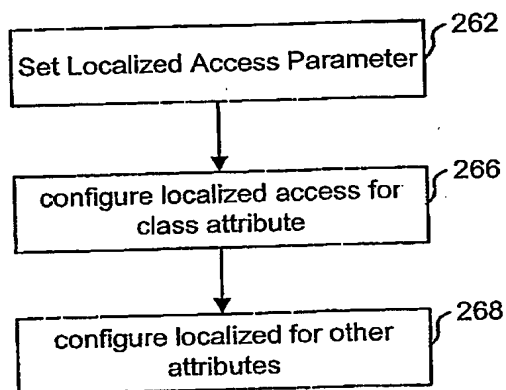 262
Set Localized Access Parameter
266
configure localized access for
class attribute
268
configure localized for other
attributes